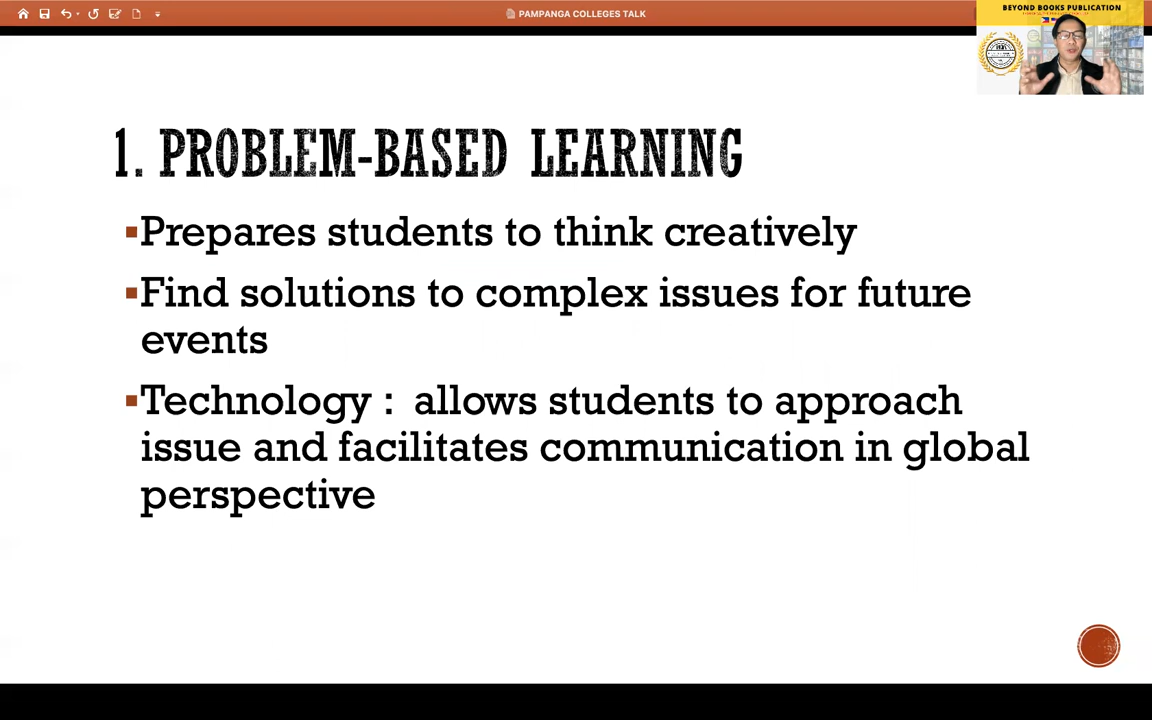 PAMPANGA COLLEGES TALK
BEYOND BOOKS PUBLICATION
1. PROBLEM-BASED LEARNING
▪Prepares students to think creatively
▪Find solutions to complex issues for future
events
▪Technology : allows students to approach
issue and facilitates communication in global
perspective